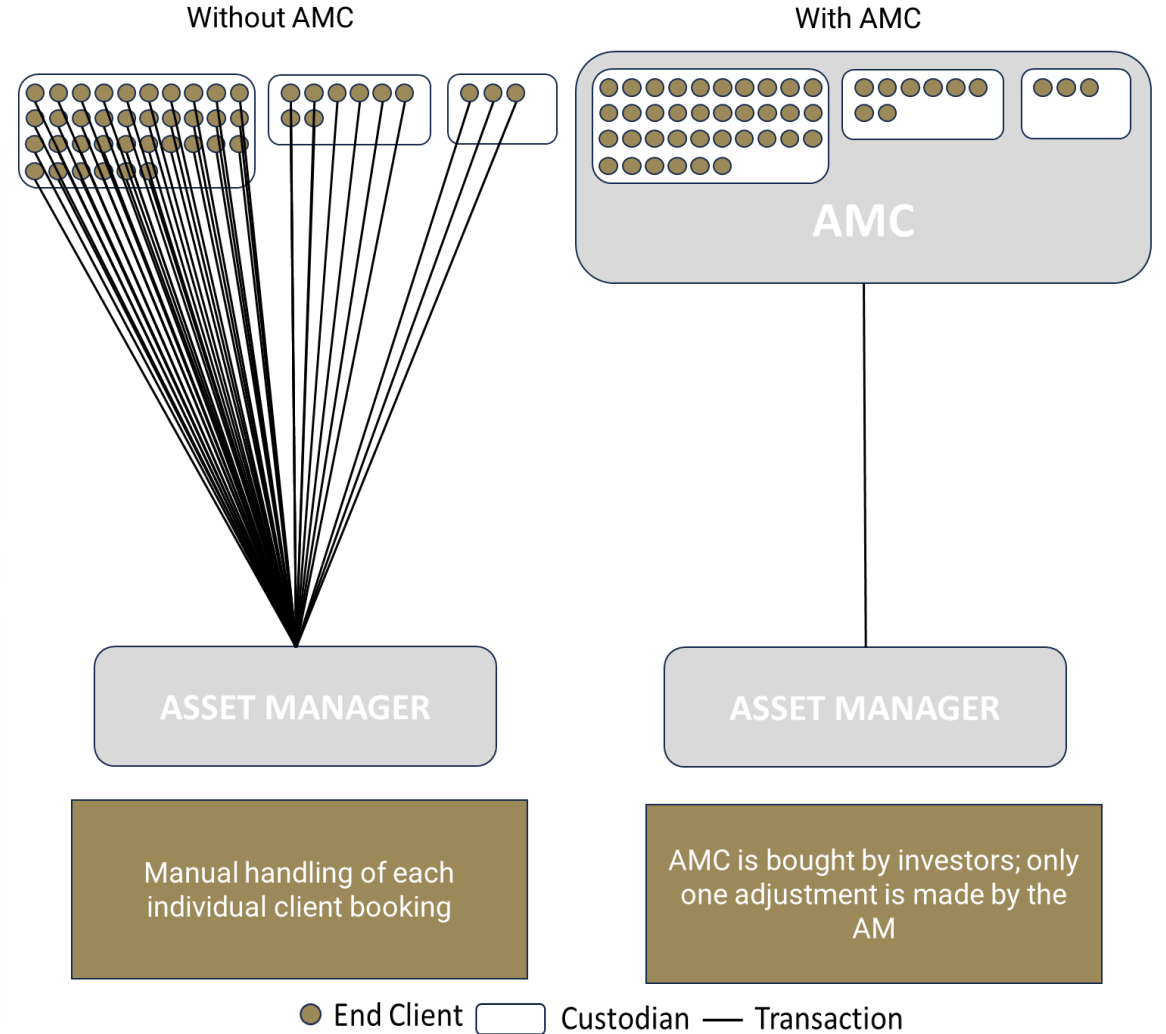 Without AMC
With AMC
AMC
ASSET MANAGER
ASSET MANAGER
Manual handling of each
individual client booking
AMC is bought by investors; only
one adjustment is made by the
AM
End Client
Custodian
Transaction